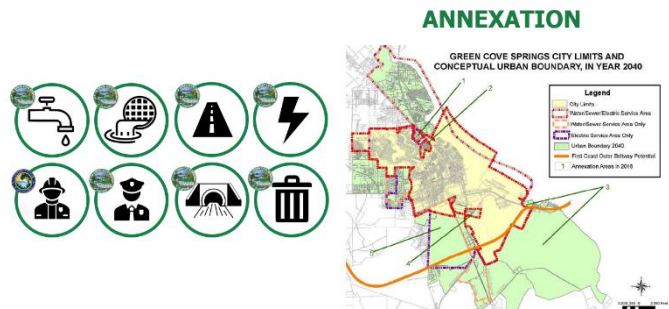 ANNEXATION
GREEN COVE SPRINGS CITY LIMITS AND
CONCEPTUAL URBAN BOUNDARY, IN YEAR 2040
Legend
City Limits
Water/Sewer/Electric Service Area
Water/Sewer Service Area Only
Electric Service Area Only
Urban Boundary 2040
First Coast Outer Beltway Potential
1 Annexation Areas in 2018
1
2
3
4